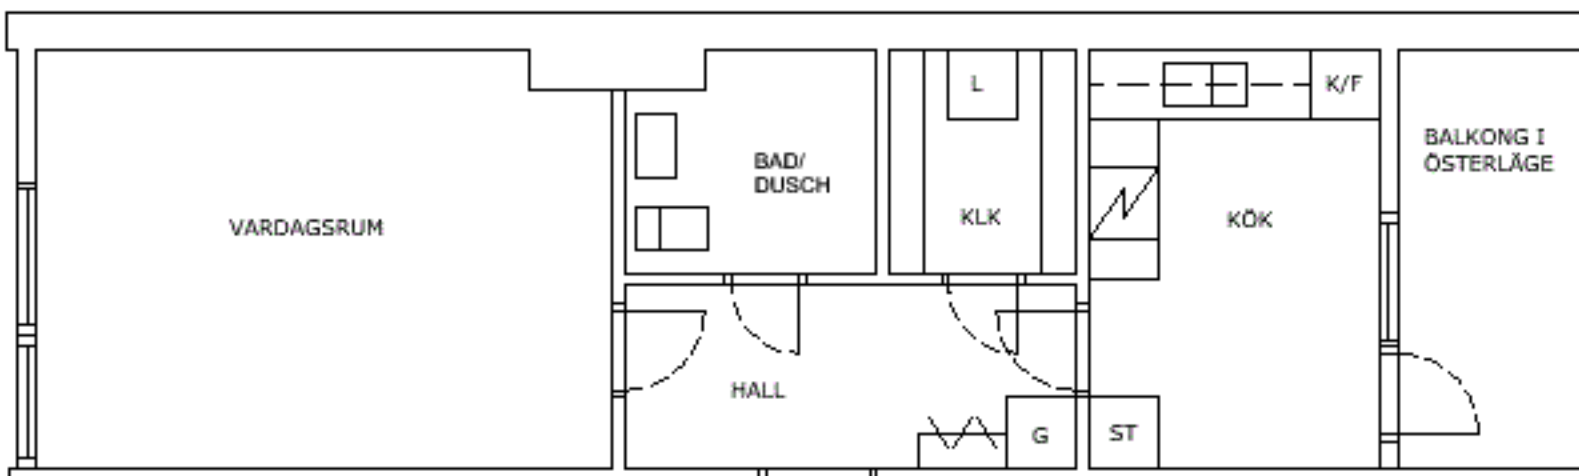 L
K/F
BALKONG I
ÖSTERLÄGE
BAD/
DUSCH
KLK
KÖK
VARDAGSRUM
HALL
G
ST